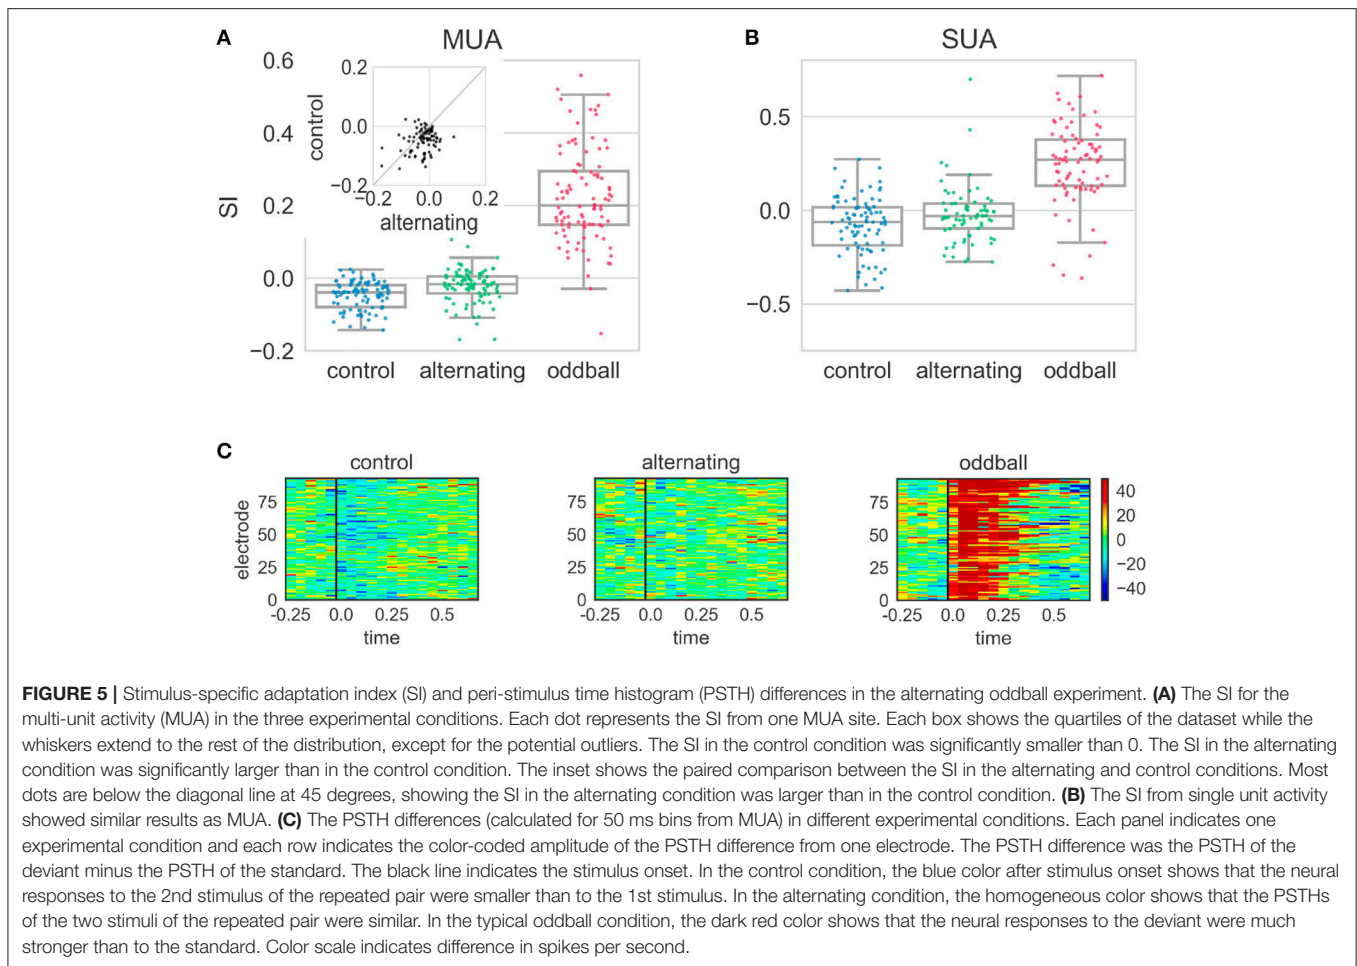 A
MUA
0.6
0.4
0.2
0.0
−0.2
SI
0.2
0.0
−0.2
control
−0.2
0.0
0.2
alternating
control
alternating
oddball
B
SUA
0.5
0.0
−0.5
control
alternating
oddball
C
control
electrode
75
50
25
0
-0.25
0.0
0.25
0.5
time
alternating
75
50
25
0
-0.25
0.0
0.25
0.5
time
oddball
75
50
25
0
-0.25
0.0
0.25
0.5
time
40
20
0
−20
−40
FIGURE 5 | Stimulus-specific adaptation index (SI) and peri-stimulus time histogram (PSTH) differences in the alternating oddball experiment. (A) The SI for the
multi-unit activity (MUA) in the three experimental conditions. Each dot represents the SI from one MUA site. Each box shows the quartiles of the dataset while the
whiskers extend to the rest of the distribution, except for the potential outliers. The SI in the control condition was significantly smaller than 0. The SI in the alternating
condition was significantly larger than in the control condition. The inset shows the paired comparison between the SI in the alternating and control conditions. Most
dots are below the diagonal line at 45 degrees, showing the SI in the alternating condition was larger than in the control condition. (B) The SI from single unit activity
showed similar results as MUA. (C) The PSTH differences (calculated for 50 ms bins from MUA) in different experimental conditions. Each panel indicates one
experimental condition and each row indicates the color-coded amplitude of the PSTH difference from one electrode. The PSTH difference was the PSTH of the
deviant minus the PSTH of the standard. The black line indicates the stimulus onset. In the control condition, the blue color after stimulus onset shows that the neural
responses to the 2nd stimulus of the repeated pair were smaller than to the 1st stimulus. In the alternating condition, the homogeneous color shows that the PSTHs
of the two stimuli of the repeated pair were similar. In the typical oddball condition, the dark red color shows that the neural responses to the deviant were much
stronger than to the standard. Color scale indicates difference in spikes per second.